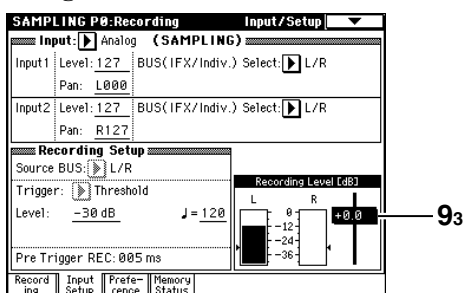 SAMPLING P0:Recording Input/Setup
Input: Analog (SAMPLING)
Input1 Level: 127 BUS(IFX/Indiv.) Select: L/R
Pan: L000
Input2 Level: 127 BUS(IFX/Indiv.) Select: L/R
Pan: R127
Recording Setup
Source BUS: L/R
Trigger: Threshold
Level: -30 dB ♩= 120
Pre Trigger REC: 005 ms
Recording Level [dB]
L R
0
+0.0
-12
-24
-36
93
Record ing Input Setup Prefe- rence Memory Status